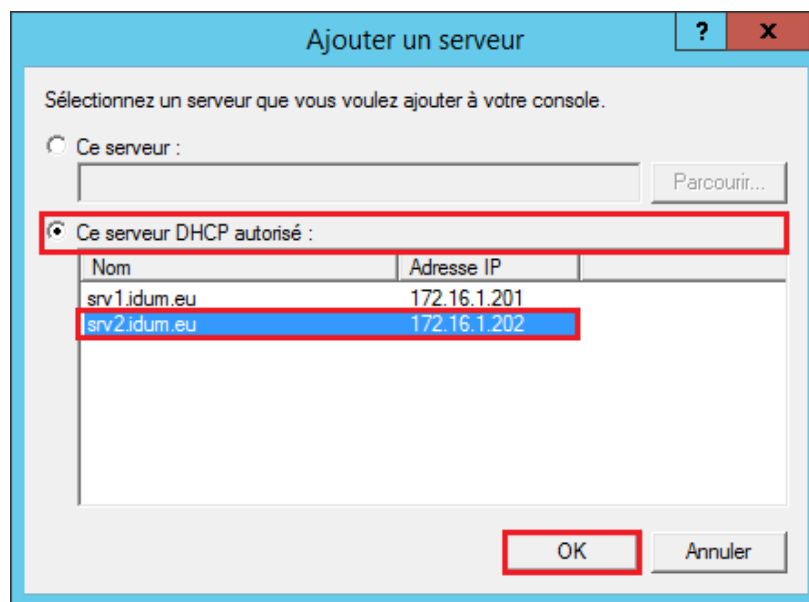 Ajouter un serveur
?
x
Sélectionnez un serveur que vous voulez ajouter à votre console.
Ce serveur :
Parcourir...
Ce serveur DHCP autorisé :
Nom Adresse IP
srv1.idum.eu 172.16.1.201
srv2.idum.eu 172.16.1.202
OK Annuler